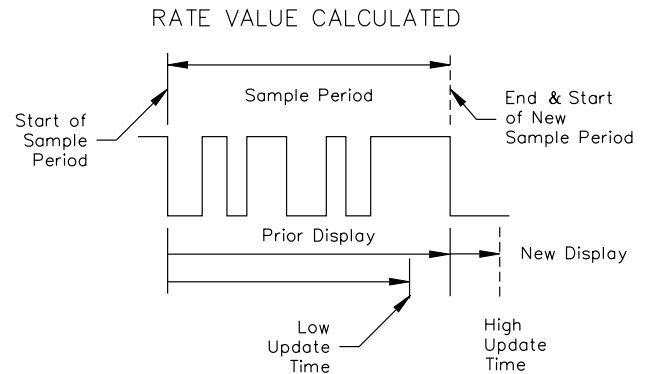 RATE VALUE CALCULATED
Sample Period
Start of
Sample
Period
End & Start
of New
Sample Period
Prior Display
New Display
Low
Update
Time
High
Update
Time